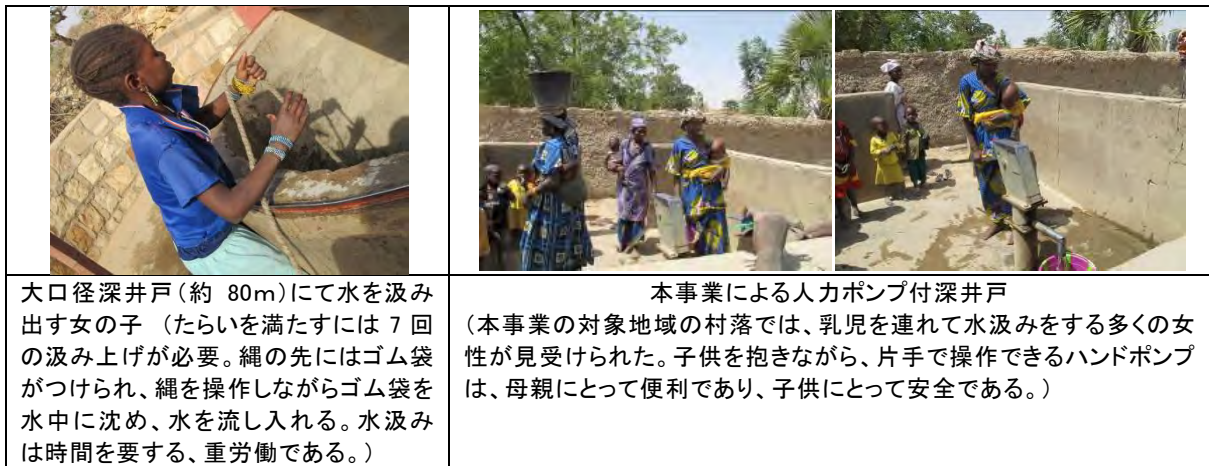 大口径深井戸(約 80m)にて水を汲み
出す女の子 (たらいを満たすには 7 回
の汲み上げが必要。縄の先にはゴム袋
がつけられ、縄を操作しながらゴム袋を
水中に沈め、水を流し入れる。水汲み
は時間を要する、重労働である。)
本事業による人力ポンプ付深井戸
(本事業の対象地域の村落では、乳児を連れて水汲みをする多くの女
性が見受けられた。子供を抱きながら、片手で操作できるハンドポンプ
は、母親にとって便利であり、子供にとって安全である。)